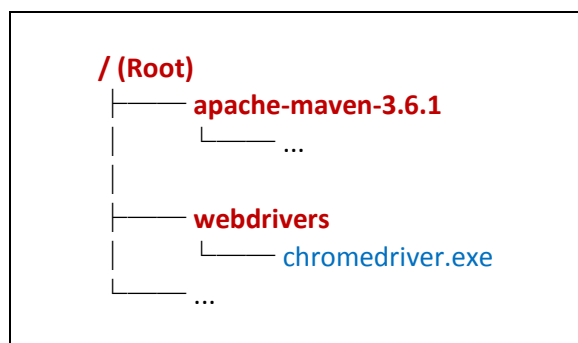 / (Root)
apache-maven-3.6.1
...
webdrivers
chromedriver.exe
...